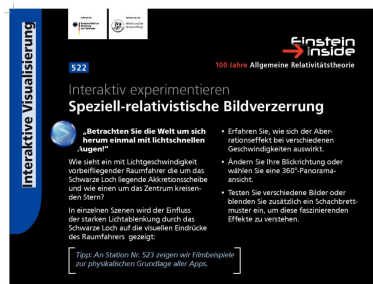 Interaktive Visualisierung
Einstein
inside
100 Jahre Allgemeine Relativitätstheorie
522
Interaktiv experimentieren
Speziell-relativistische Bildverzerrung
„Betrachten Sie die Welt um sich
herum einmal mit lichtschnellen
Augen!“
Wie sieht ein mit Lichtgeschwindigkeit
vorbeifliegender Raumfahrer die um das
Schwarze Loch liegende Akkretionsscheibe
und wie einen um das Zentrum kreisen-
den Stern?
In einzelnen Szenen wird der Einfluss
der starken Lichtablenkung durch das
Schwarze Loch auf die visuellen Eindrücke
des Raumfahrers gezeigt:
• Erfahren Sie, wie sich der Aber-
rationseffekt bei verschiedenen
Geschwindigkeiten auswirkt.
• Ändern Sie Ihre Blickrichtung oder
wählen Sie eine 360°-Panorama-
ansicht.
• Testen Sie verschiedene Bilder oder
blenden Sie zusätzlich ein Schachbrett-
muster ein, um diese faszinierenden
Effekte zu verstehen.
Tipp: An Station Nr. 523 zeigen wir Filmbeispiele
zur physikalischen Grundlage aller Apps.